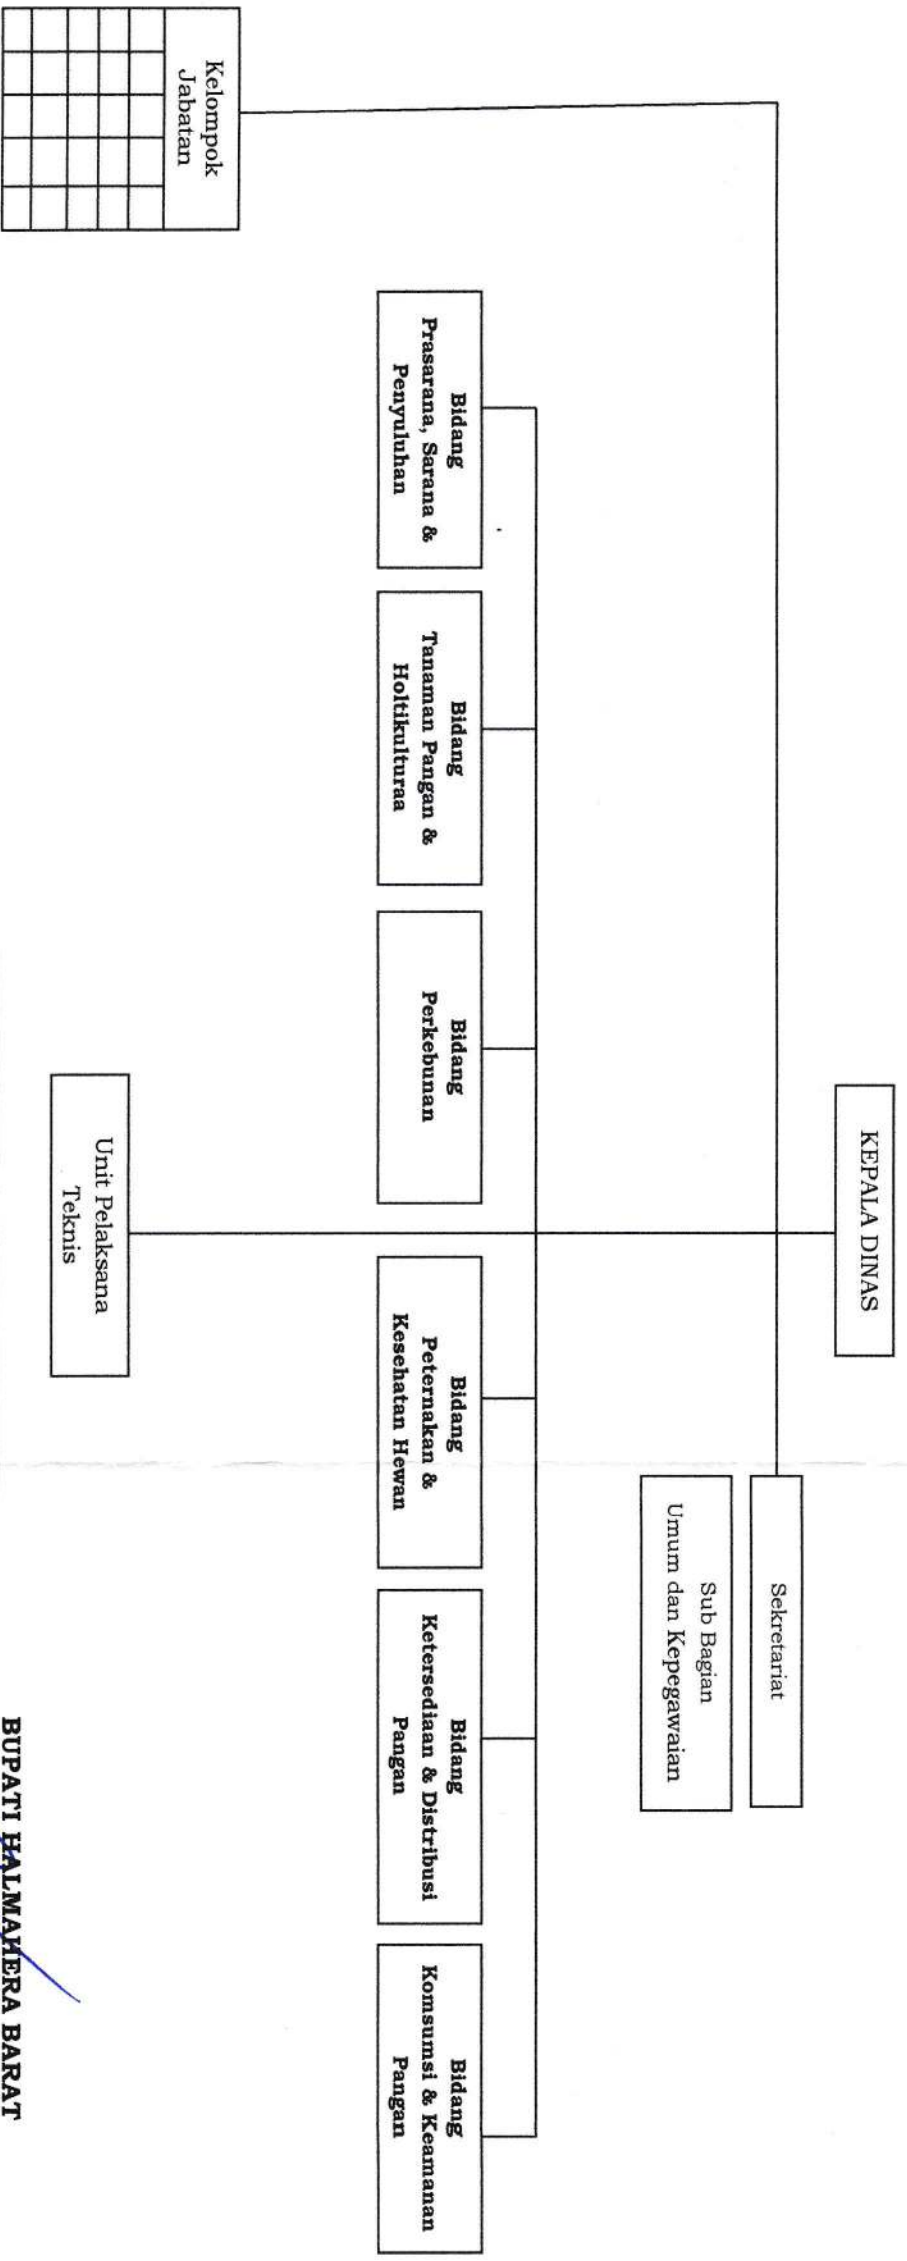 KEPALA DINAS
Sekretariat
Sub Bagian
Umum dan Kepegawaian
Bidang
Prasarana, Sarana &
Penyuluhan
Bidang
Tanaman Pangan &
Holtikulturaa
Bidang
Perkebunan
Bidang
Peternakan &
Kesehatan Hewan
Bidang
Ketersediaan & Distribusi
Pangan
Bidang
Komsumsi & Keamanan
Pangan
Kelompok
Jabatan
Unit Pelaksana
Teknis
BUPATI HALMAHERA BARAT